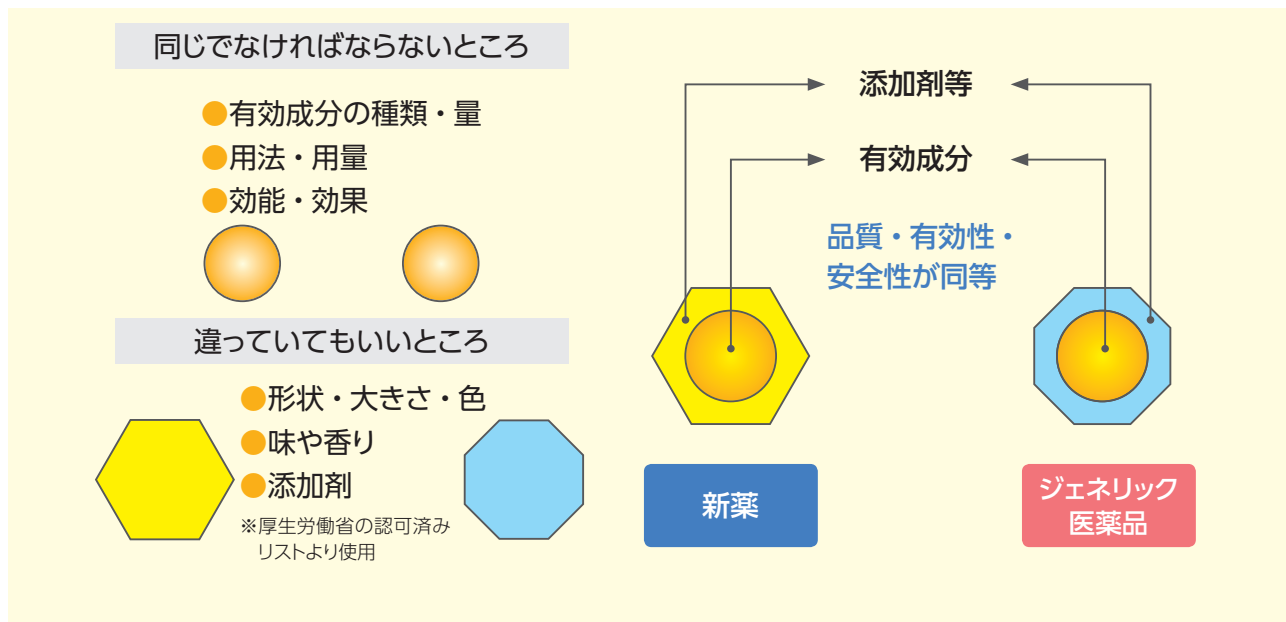 同じでなければならないところ
●有効成分の種類・量
●用法・用量
●効能・効果
違っていてもいいところ
●形状・大きさ・色
●味や香り
●添加剤
※厚生労働省の認可済み
リストより使用
添加剤等
有効成分
品質・有効性・
安全性が同等
新薬
ジェネリック
医薬品